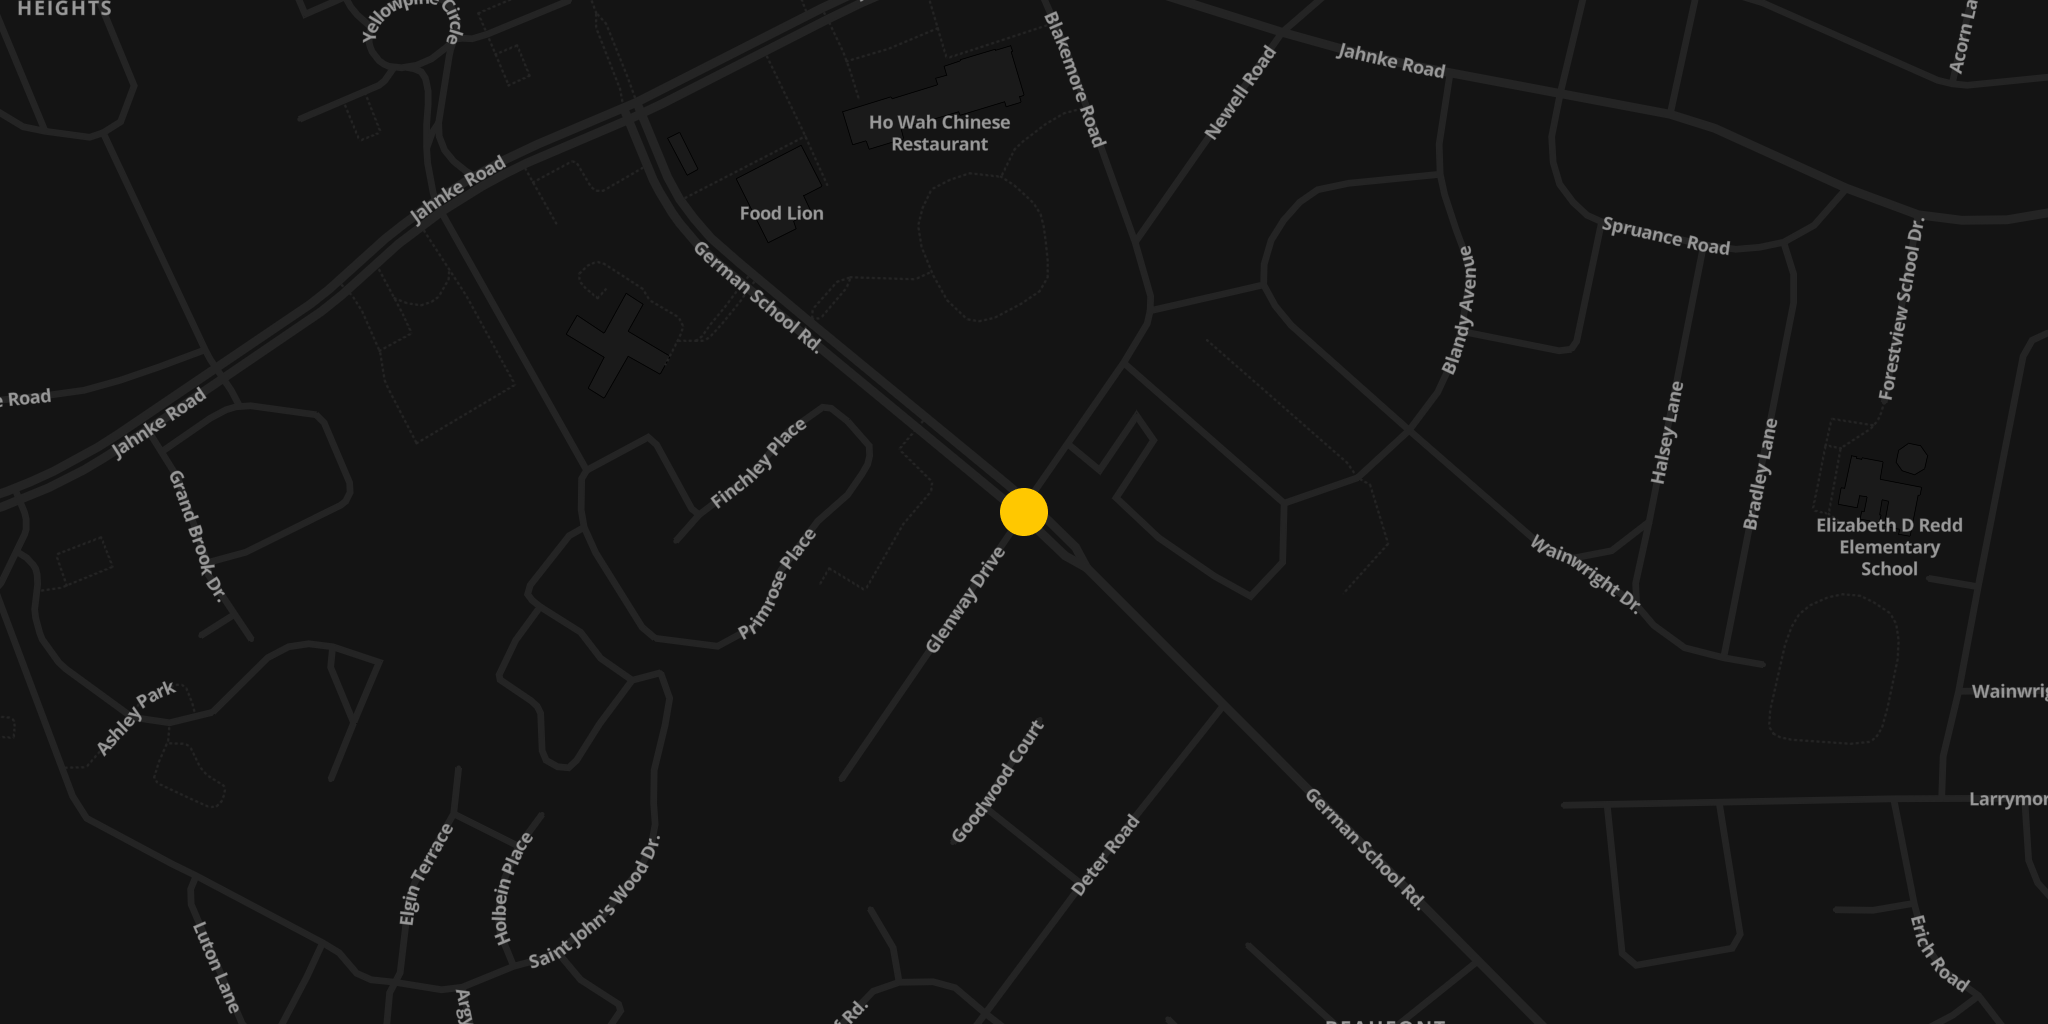 HEIGHTS
Yellowpine Circle
Blakemore Road
Newell Road
Jahnke Road
Acorn La
Ho Wah Chinese
Restaurant
Jahnke Road
Food Lion
German School Rd.
Spruance Road
Forestview School Dr.
Blandy Avenue
Road
Jahnke Road
Halsey Lane
Bradley Lane
Finchley Place
Grand Brook Dr.
Elizabeth D Redd
Elementary
School
Primrose Place
Glenway Drive
Wainwright Dr.
Ashley Park
Wainwrig
Goodwood Court
Larrymor
German School Rd.
Deter Road
Elgin Terrace
Holbein Place
Saint John's Wood Dr.
Luton Lane
Erich Road
Argy
Rd.
BEAUFONT